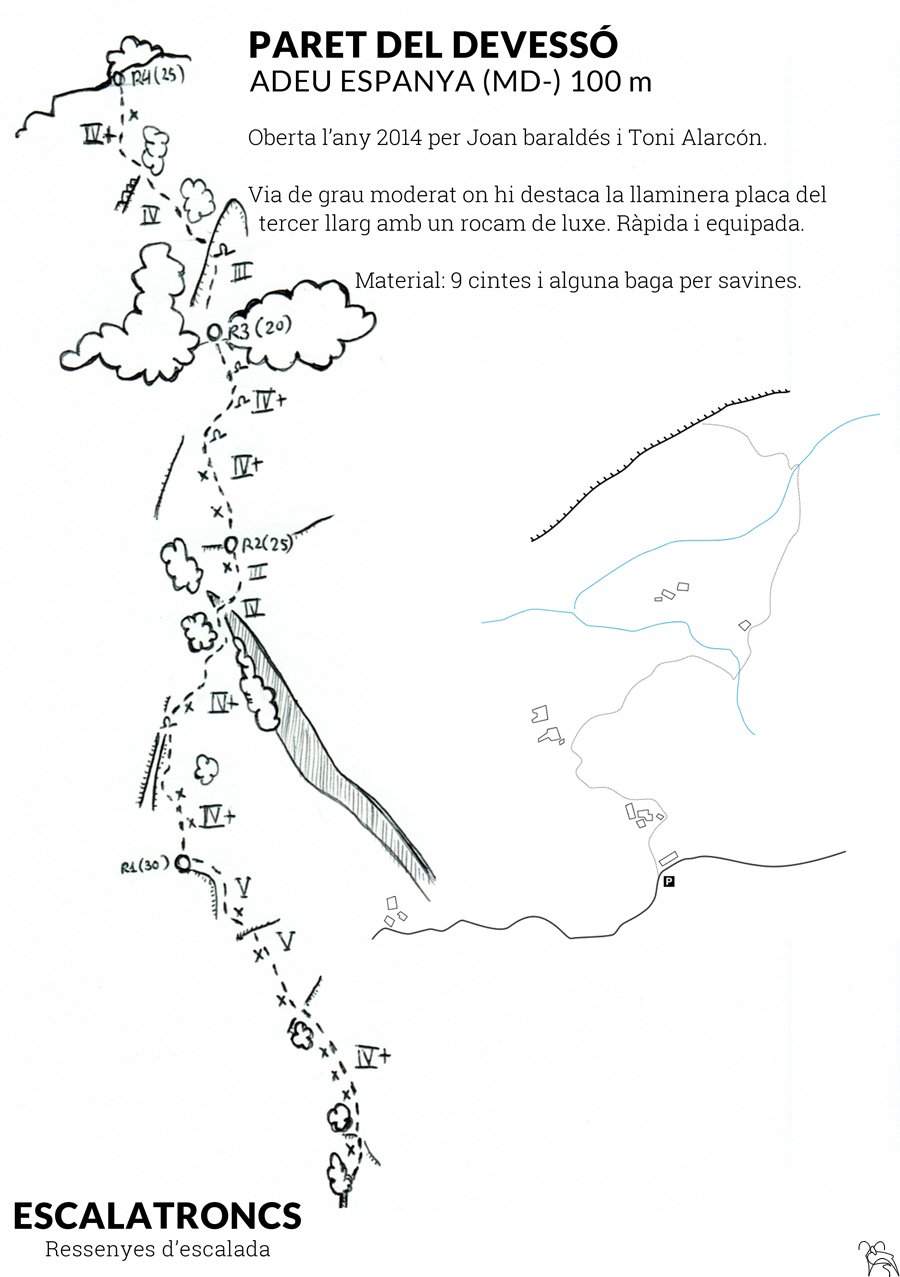 PARET DEL DEVESSÓ
ADEU ESPANYA (MD-) 100 m
Oberta l'any 2014 per Joan baraldés i Toni Alarcón.
Via de grau moderat on hi destaca la llaminera placa del
tercer llarg amb un rocam de luxe. Ràpida i equipada.
Material: 9 cintes i alguna baga per savines.
R4 (25)
IV+
IV
III
R3 (20)
IV+
IV+
R2 (25)
III
IV
IV+
IV+
R1 (30)
V
V
IV+
P
ESCALATRONCS
Ressenyes d'escalada